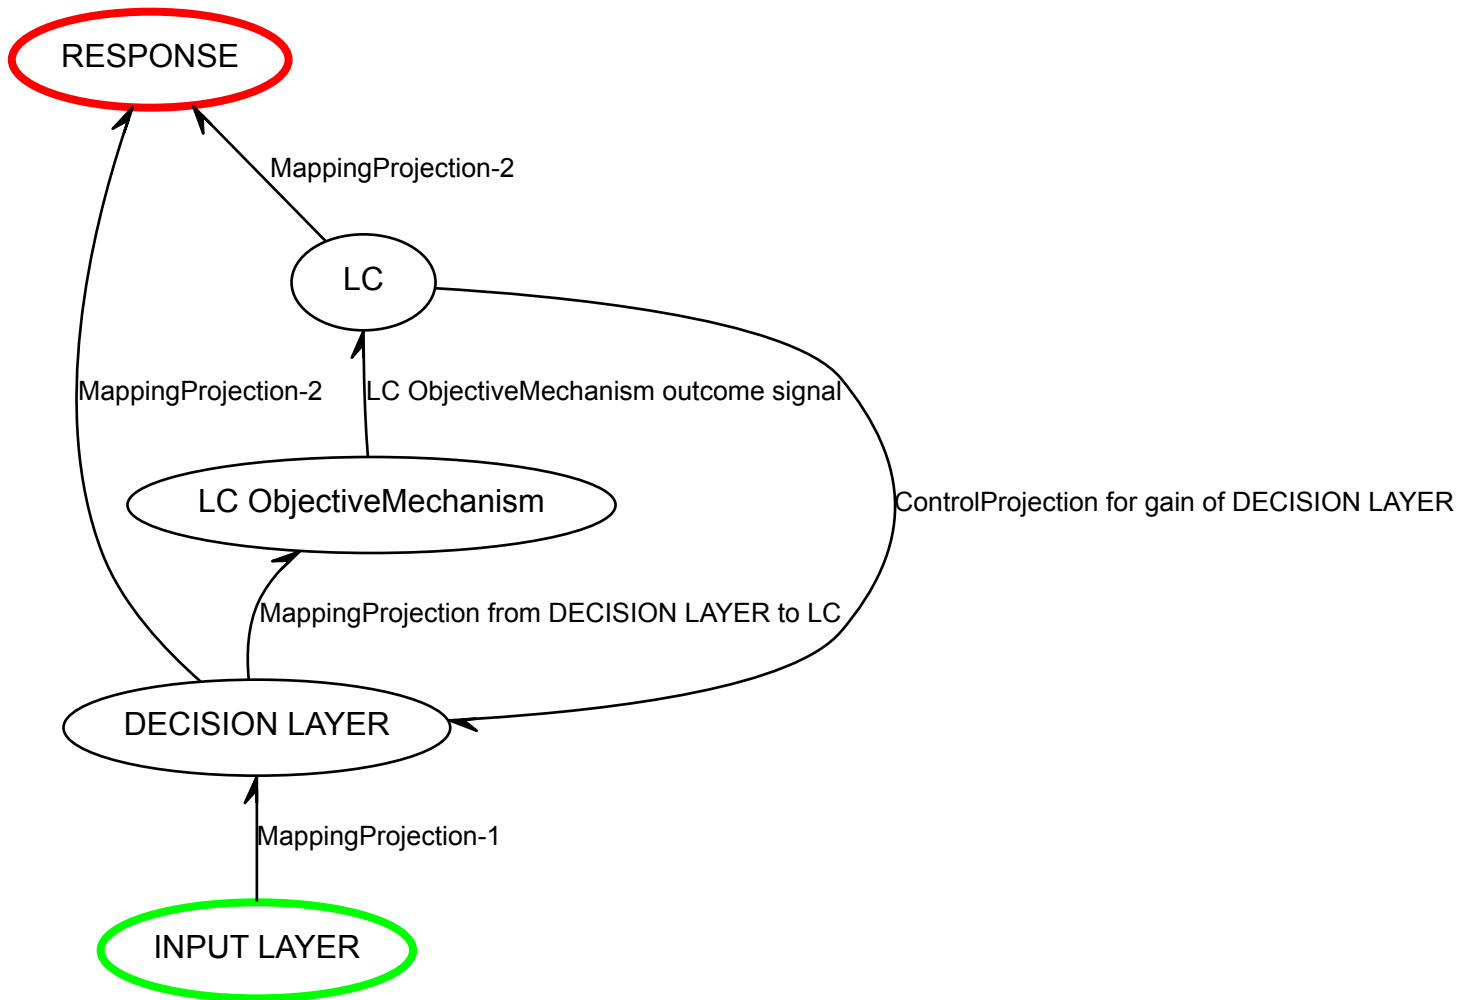 RESPONSE
MappingProjection-2
LC
MappingProjection-2
LC ObjectiveMechanism outcome signal
LC ObjectiveMechanism
ControlProjection for gain of DECISION LAYER
MappingProjection from DECISION LAYER to LC
DECISION LAYER
MappingProjection-1
INPUT LAYER